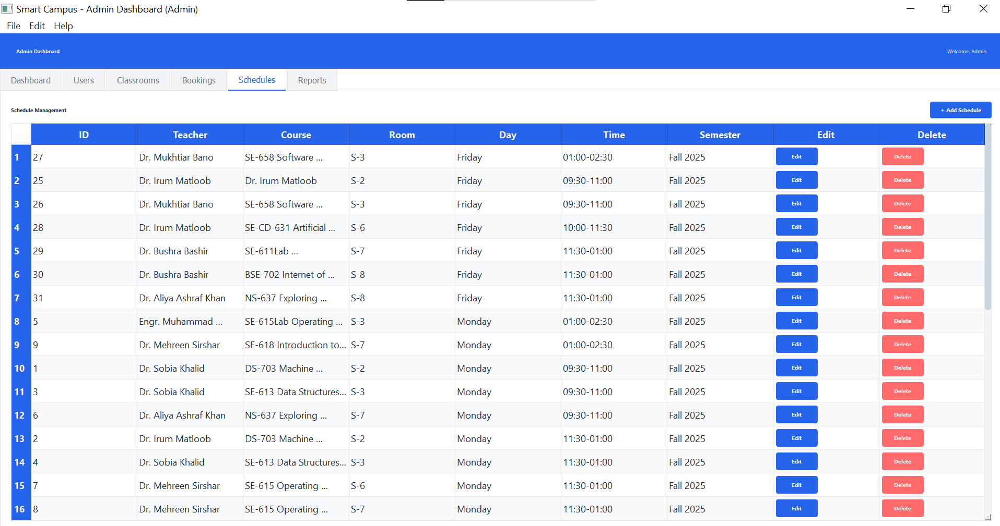 Smart Campus - Admin Dashboard (Admin)
File Edit Help
Admin Dashboard Welcome, Admin
Dashboard Users Classrooms Bookings Schedules Reports
Schedule Management + Add Schedule
ID Teacher Course Room Day Time Semester Edit Delete
1 27 Dr. Mukhtiar Bano SE-658 Software ... S-3 Friday 01:00-02:30 Fall 2025 Edit Delete
2 25 Dr. Irum Matloob Dr. Irum Matloob S-2 Friday 09:30-11:00 Fall 2025 Edit Delete
3 26 Dr. Mukhtiar Bano SE-658 Software ... S-3 Friday 09:30-11:00 Fall 2025 Edit Delete
4 28 Dr. Irum Matloob SE-CD-631 Artificial ... S-6 Friday 10:00-11:30 Fall 2025 Edit Delete
5 29 Dr. Bushra Bashir SE-611Lab ... S-7 Friday 11:30-01:00 Fall 2025 Edit Delete
6 30 Dr. Bushra Bashir BSE-702 Internet of ... S-8 Friday 11:30-01:00 Fall 2025 Edit Delete
7 31 Dr. Aliya Ashraf Khan NS-637 Exploring ... S-8 Friday 11:30-01:00 Fall 2025 Edit Delete
8 5 Engr. Muhammad ... SE-615Lab Operating ... S-3 Monday 01:00-02:30 Fall 2025 Edit Delete
9 9 Dr. Mehreen Sirshar SE-618 Introduction to... S-7 Monday 01:00-02:30 Fall 2025 Edit Delete
10 1 Dr. Sobia Khalid DS-703 Machine ... S-2 Monday 09:30-11:00 Fall 2025 Edit Delete
11 3 Dr. Sobia Khalid SE-613 Data Structures... S-3 Monday 09:30-11:00 Fall 2025 Edit Delete
12 6 Dr. Aliya Ashraf Khan NS-637 Exploring ... S-7 Monday 09:30-11:00 Fall 2025 Edit Delete
13 2 Dr. Irum Matloob DS-703 Machine ... S-2 Monday 11:30-01:00 Fall 2025 Edit Delete
14 4 Dr. Sobia Khalid SE-613 Data Structures... S-3 Monday 11:30-01:00 Fall 2025 Edit Delete
15 7 Dr. Mehreen Sirshar SE-615 Operating ... S-6 Monday 11:30-01:00 Fall 2025 Edit Delete
16 8 Dr. Mehreen Sirshar SE-615 Operating ... S-7 Monday 11:30-01:00 Fall 2025 Edit Delete